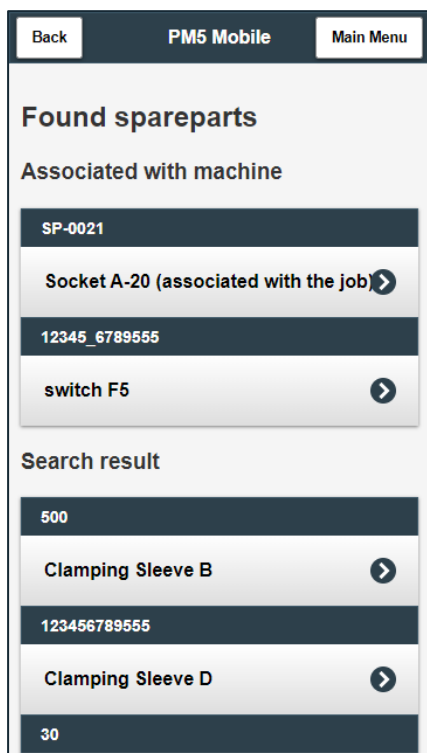 Back
PM5 Mobile
Main Menu
Found spareparts
Associated with machine
SP-0021
Socket A-20 (associated with the job)
12345_6789555
switch F5
Search result
500
Clamping Sleeve B
123456789555
Clamping Sleeve D
30